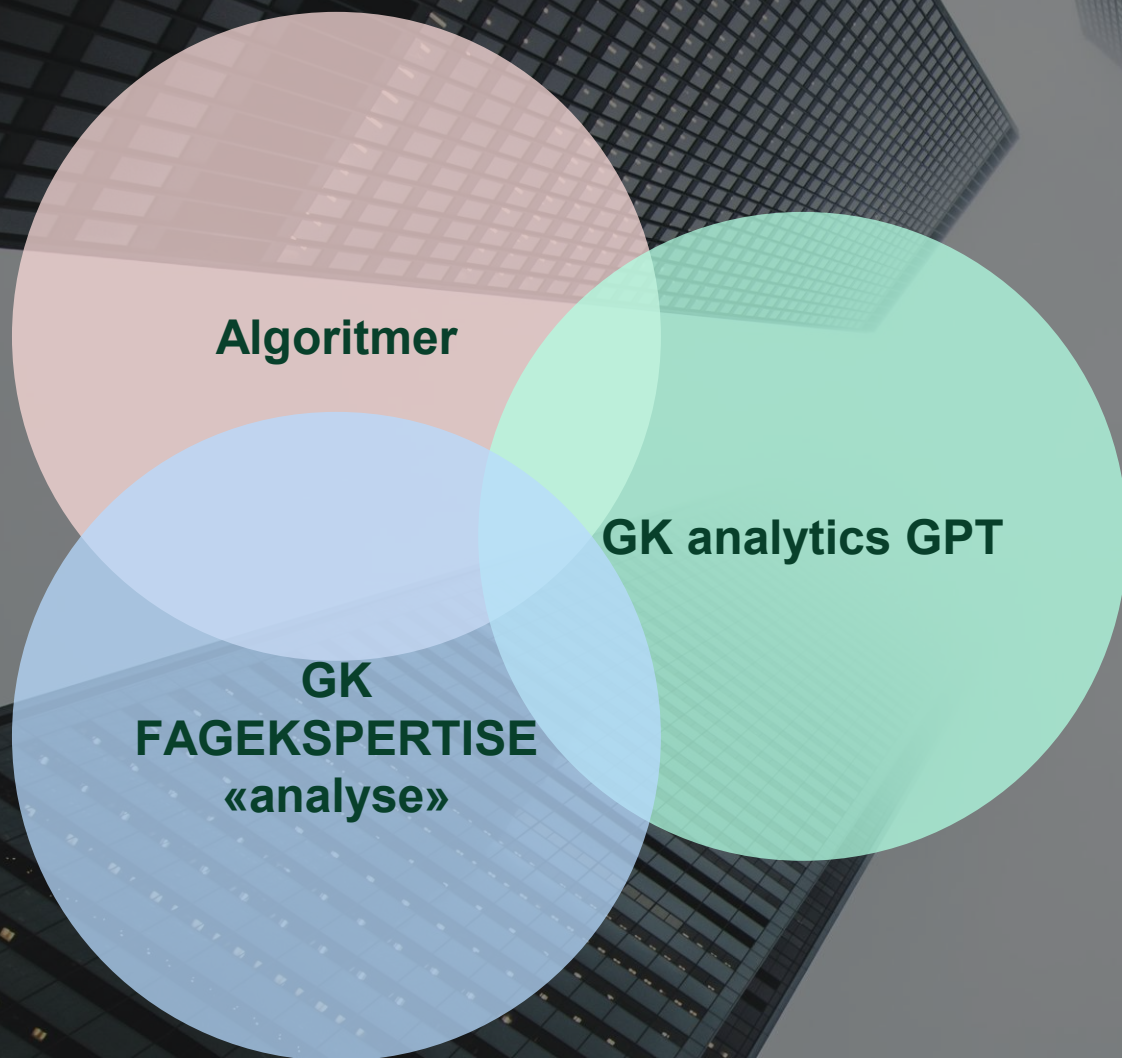 Algoritmer
GK analytics GPT
GK
FAGEKSPERTISE
«analyse»